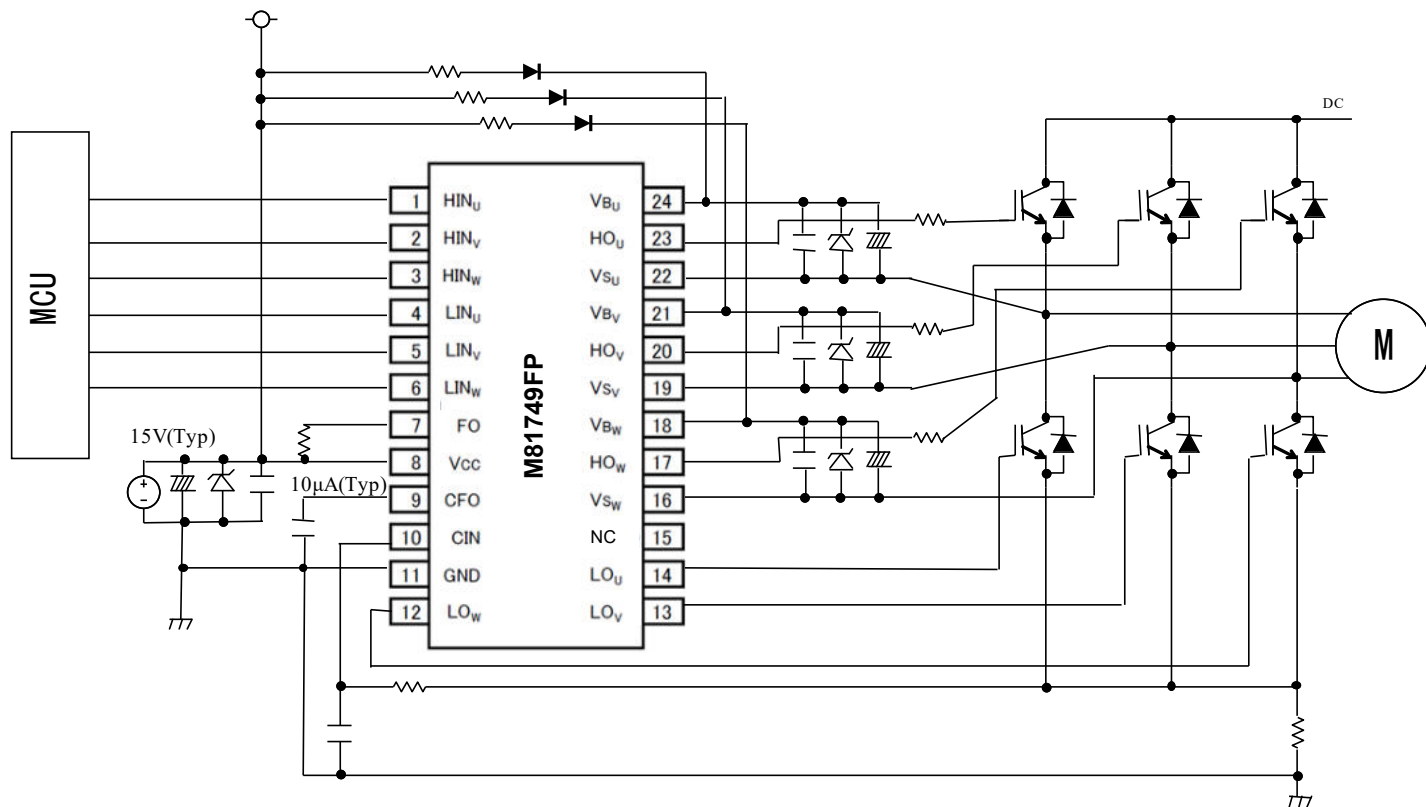 DC
MCU
1 HINU VBU 24
2 HINV HOU 23
3 HINW VSU 22
4 LINU VBV 21
5 LINV HOV 20
6 LINW VSV 19
7 FO VBW 18
8 VCC HOW 17
9 CFO VSW 16
10 CIN NC 15
11 GND LOU 14
12 LOW LOV 13
M81749FP
M
15V(Typ)
10μA(Typ)